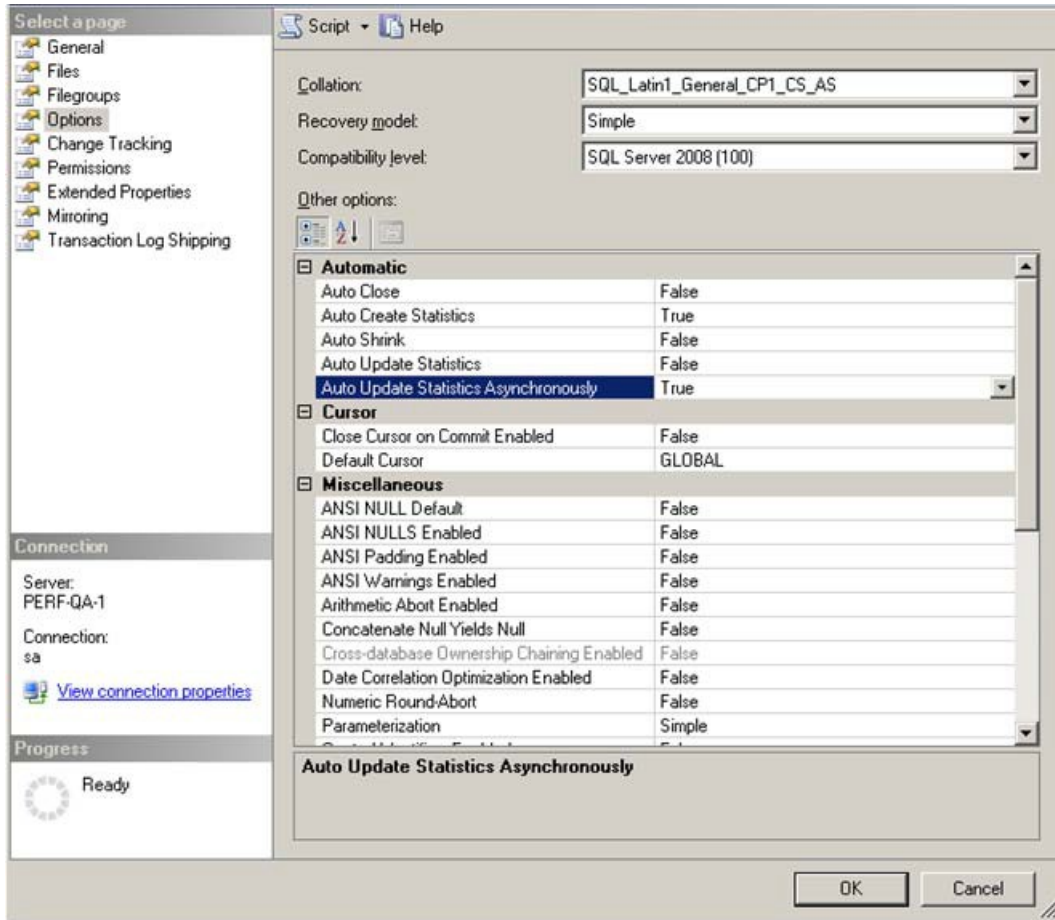 Select a page
General
Files
Filegroups
Options
Change Tracking
Permissions
Extended Properties
Mirroring
Transaction Log Shipping
Connection
Server:
PERF-QA-1
Connection:
sa
View connection properties
Progress
Ready
Script Help
Collation: SQL_Latin1_General_CP1_CS_AS
Recovery model: Simple
Compatibility level: SQL Server 2008 (100)
Other options:
Automatic
Auto Close False
Auto Create Statistics True
Auto Shrink False
Auto Update Statistics False
Auto Update Statistics Asynchronously True
Cursor
Close Cursor on Commit Enabled False
Default Cursor GLOBAL
Miscellaneous
ANSI NULL Default False
ANSI NULLS Enabled False
ANSI Padding Enabled False
ANSI Warnings Enabled False
Arithmetic Abort Enabled False
Concatenate Null Yields Null False
Cross-database Ownership Chaining Enabled False
Date Correlation Optimization Enabled False
Numeric Round-Abort False
Parameterization Simple
Auto Update Statistics Asynchronously
OK Cancel